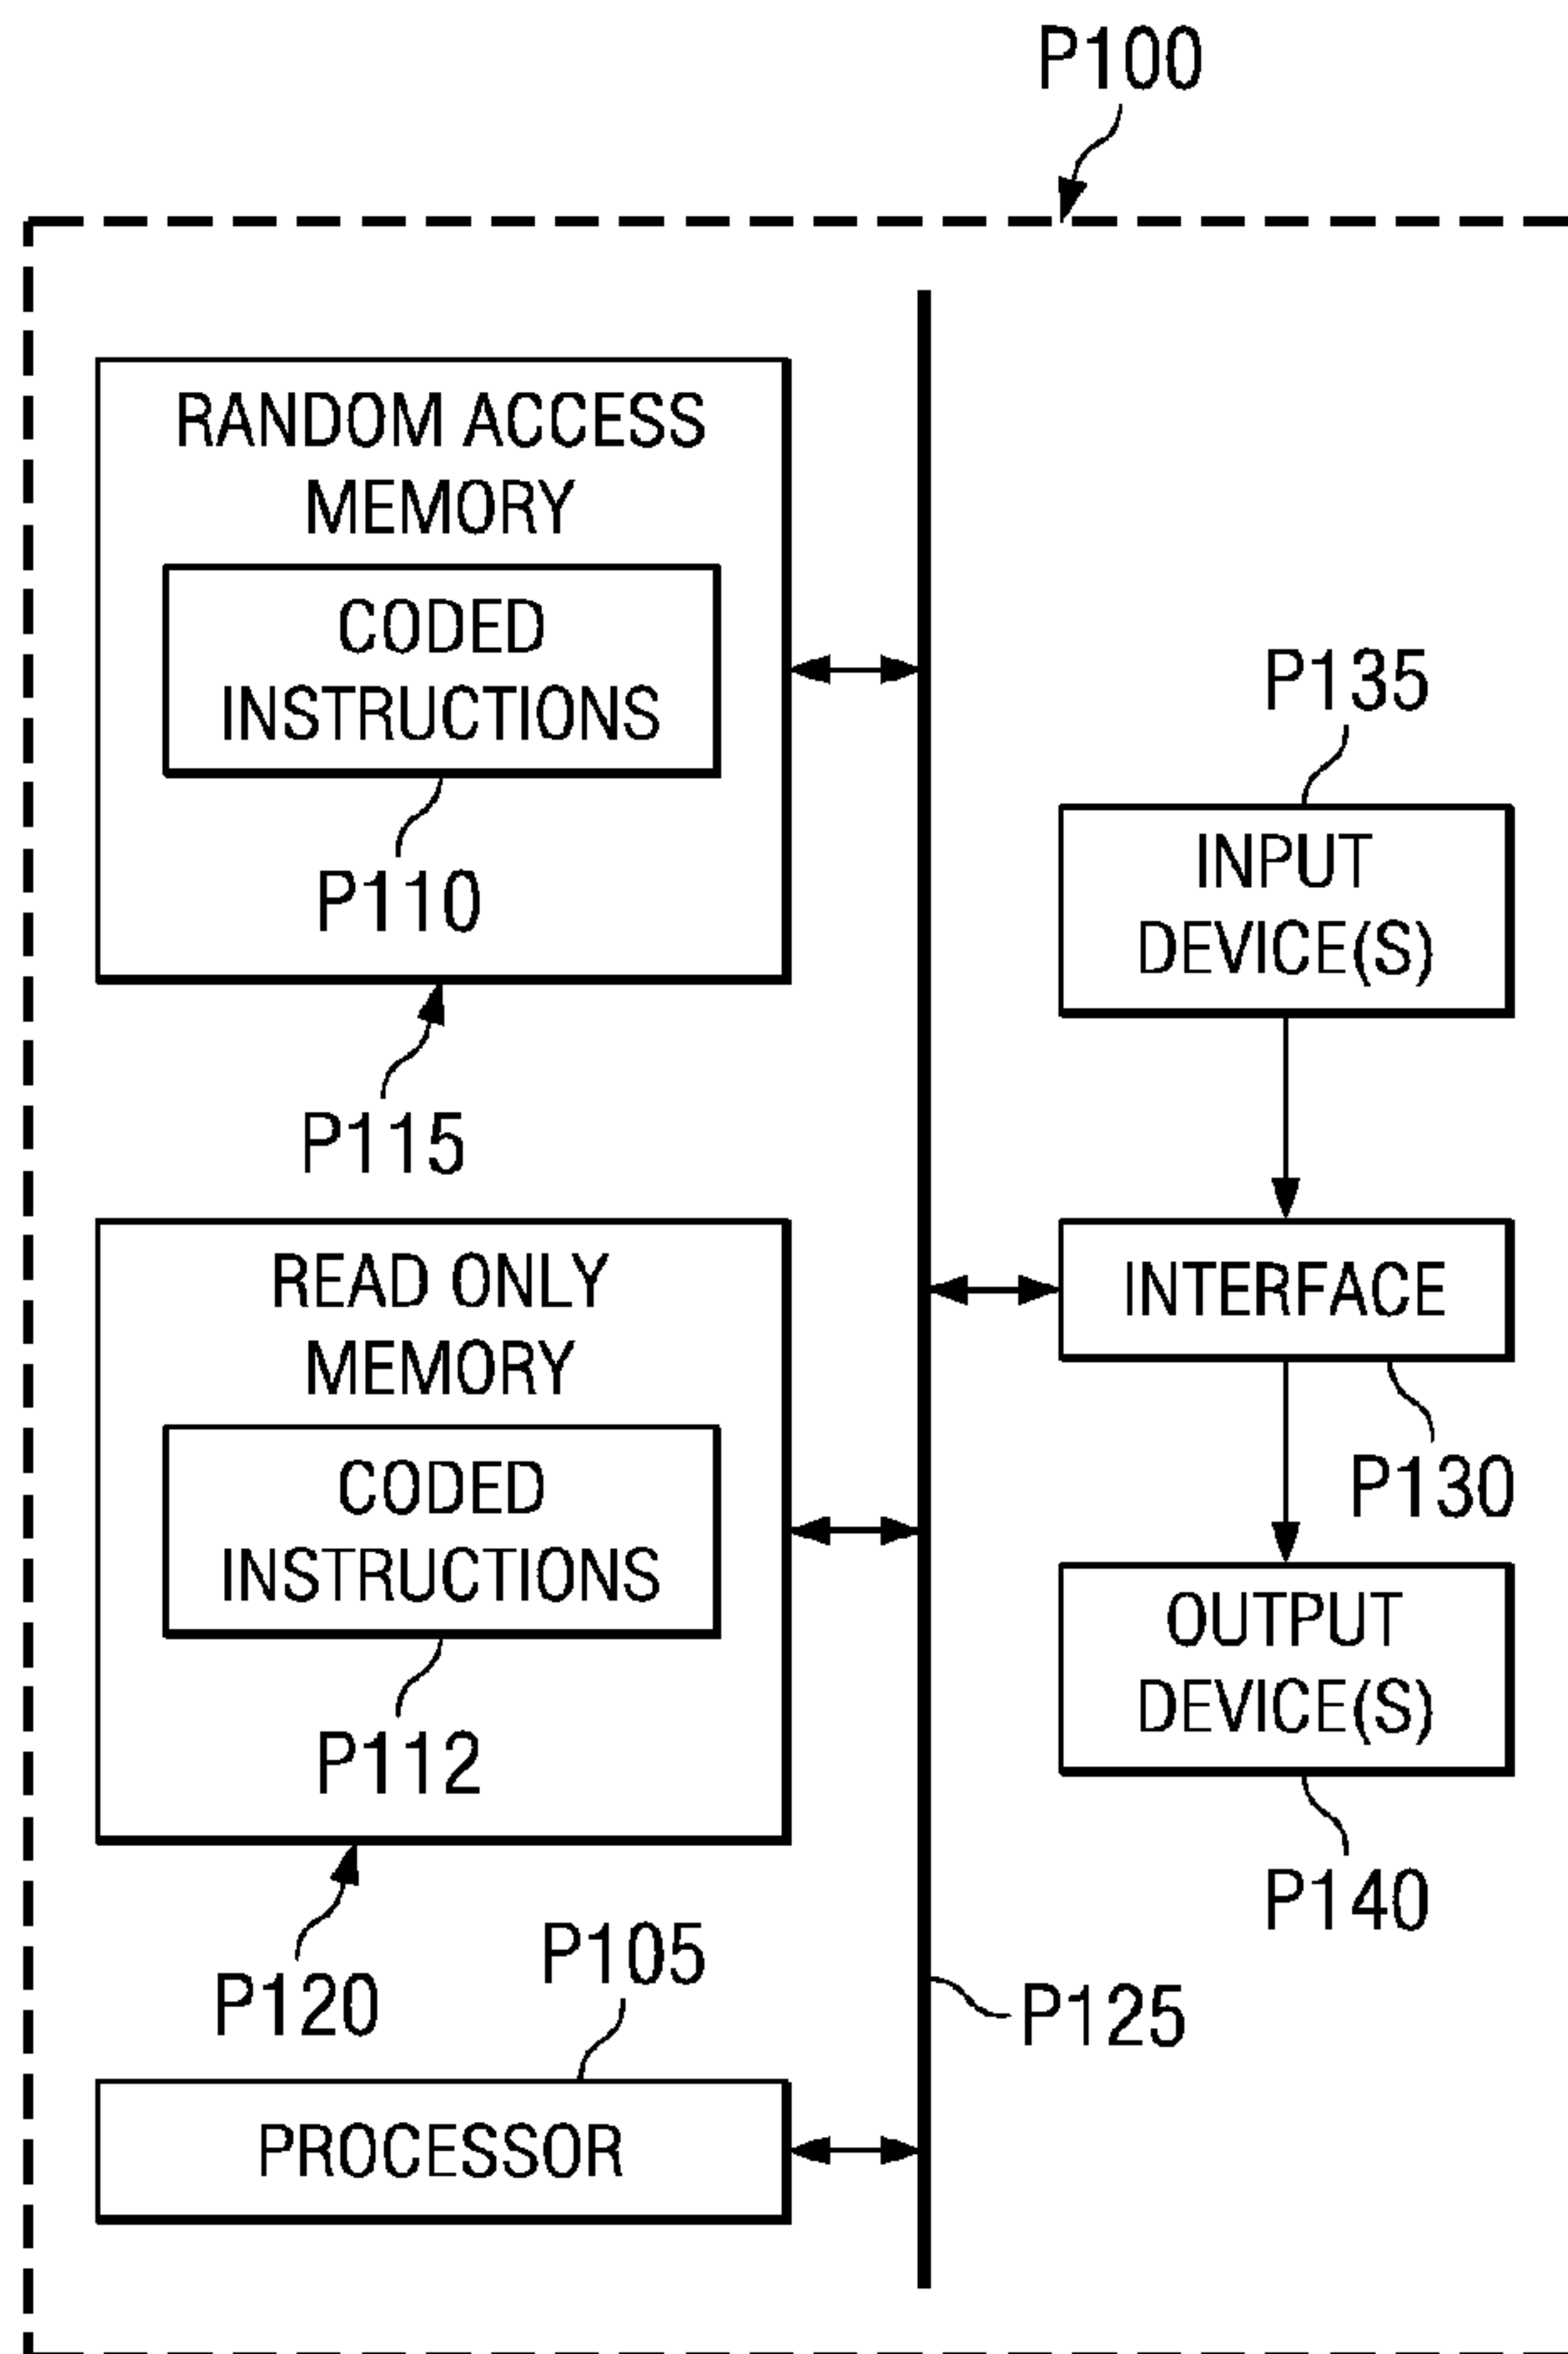 P100
RANDOM ACCESS
MEMORY
CODED
INSTRUCTIONS
P110
P115
READ ONLY
MEMORY
CODED
INSTRUCTIONS
P112
P120
P105
PROCESSOR
P125
P135
INPUT
DEVICE(S)
INTERFACE
P130
OUTPUT
DEVICE(S)
P140